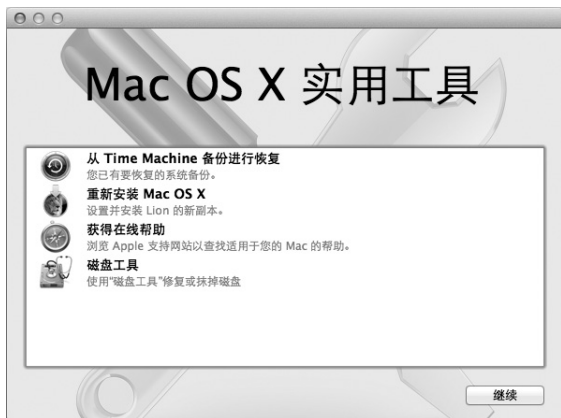 Mac OS X 实用工具
从 Time Machine 备份进行恢复
您已有要恢复的系统备份。
重新安装 Mac OS X
设置并安装 Lion 的新副本。
获得在线帮助
浏览 Apple 支持网站以查找适用于您的 Mac 的帮助。
磁盘工具
使用“磁盘工具”修复或抹掉磁盘
继续